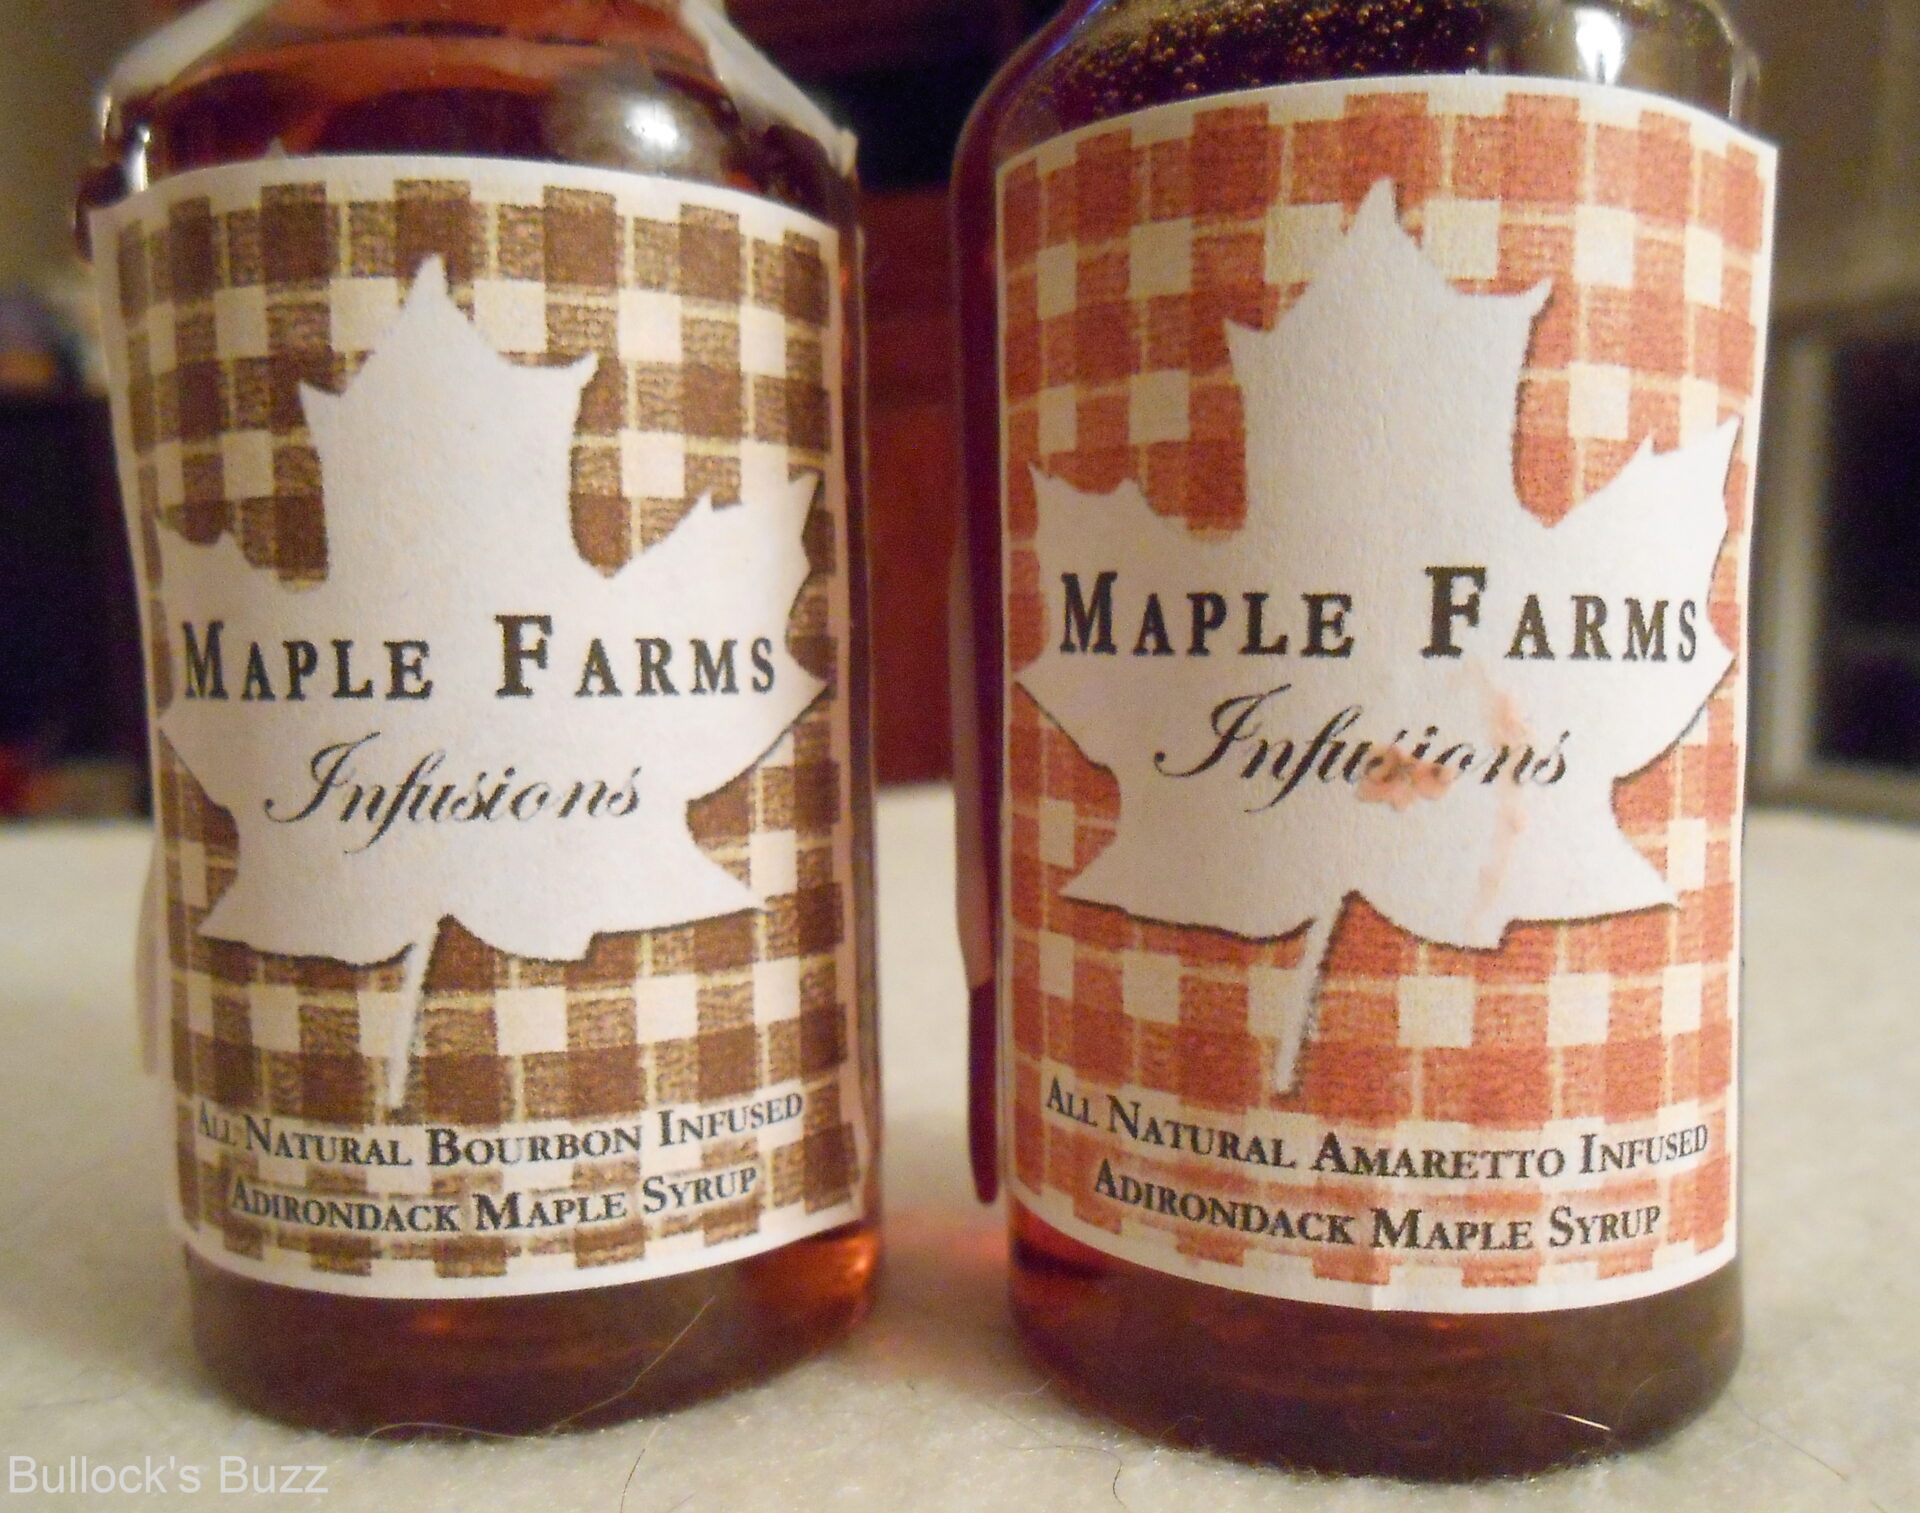 MAPLE FARMS
Infusions
ALL NATURAL BOURBON INFUSED
ADIRONDACK MAPLE SYRUP
MAPLE FARMS
Infusions
ALL NATURAL AMARETTO INFUSED
ADIRONDACK MAPLE SYRUP
Bullock's Buzz